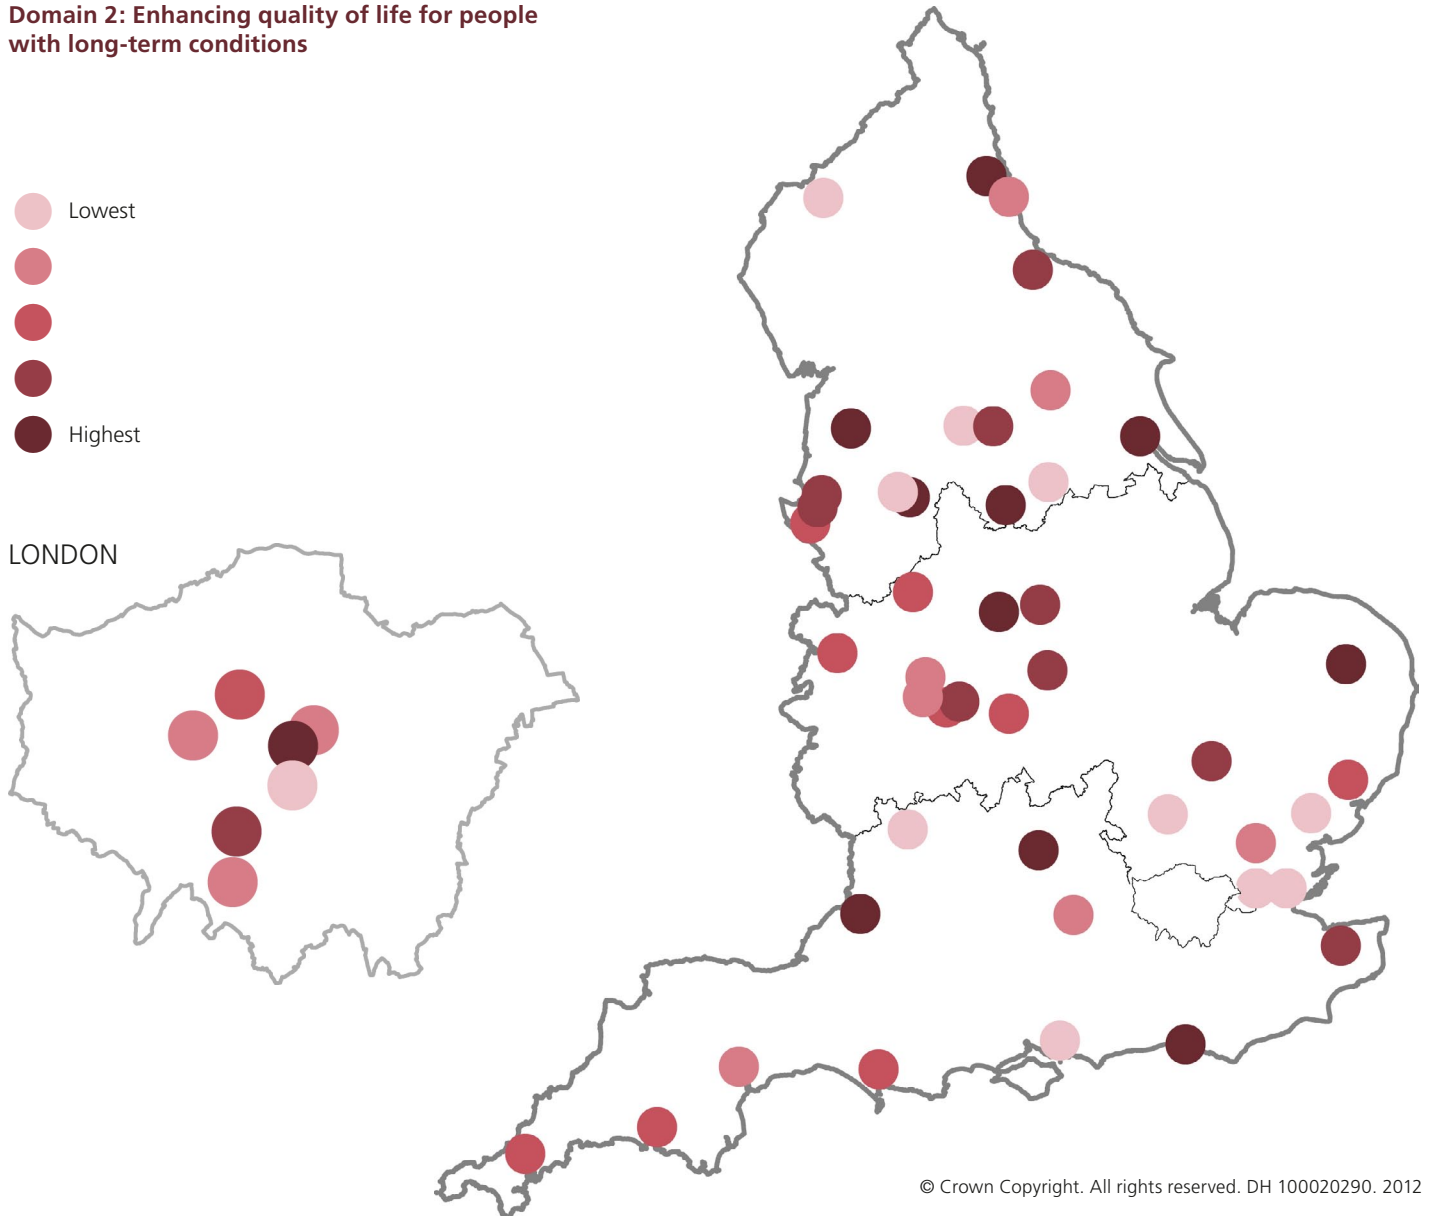 Domain 2: Enhancing quality of life for people
with long-term conditions
Lowest
Highest
LONDON
© Crown Copyright. All rights reserved. DH 100020290. 2012